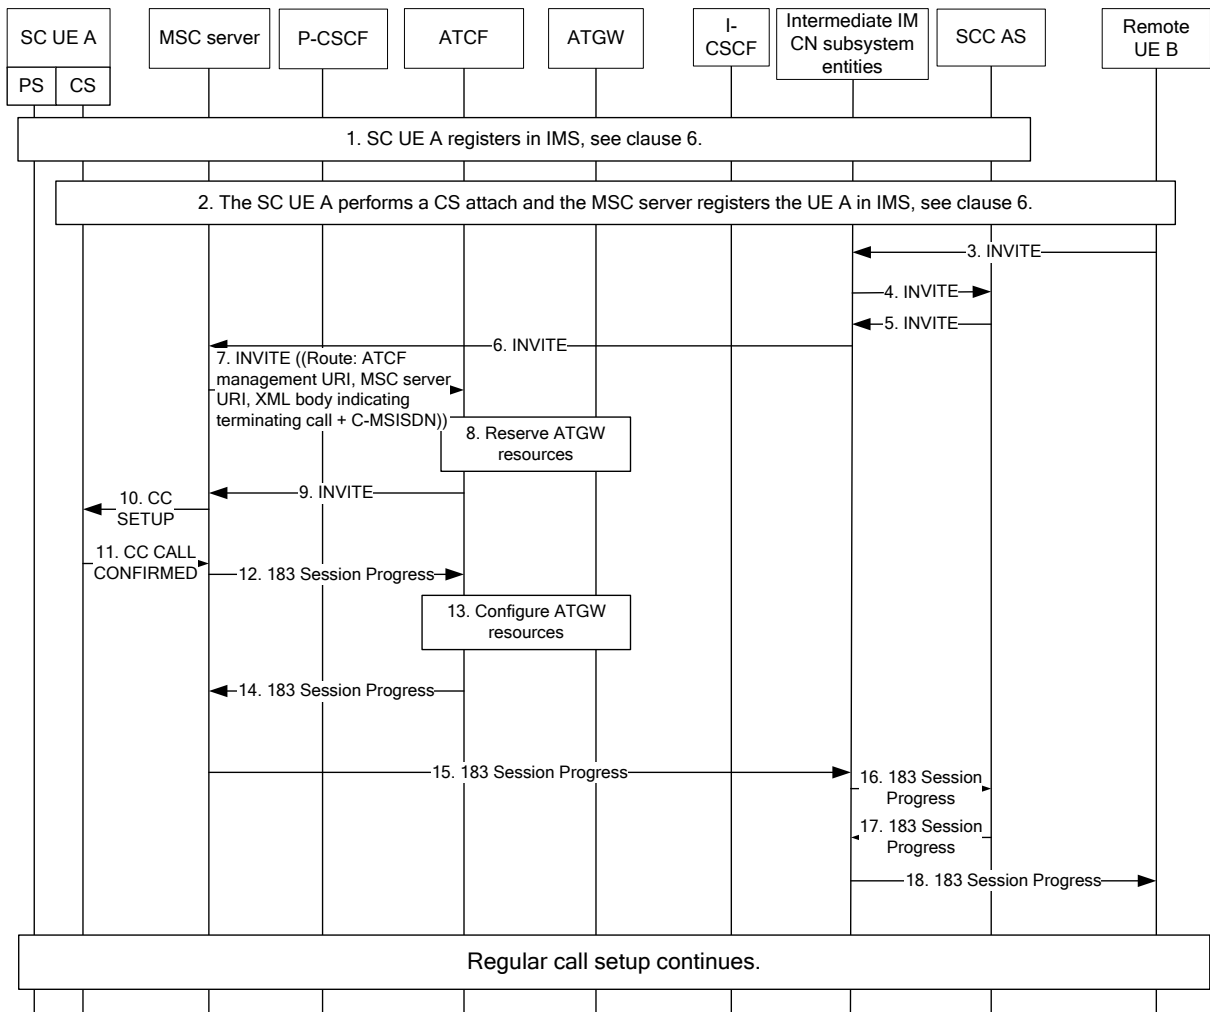 SC UE A
PS
CS
MSC server
P-CSCF
ATCF
ATGW
I-
CSCF
Intermediate IM
CN subsystem
entities
SCC AS
Remote
UE B
1. SC UE A registers in IMS, see clause 6.
2. The SC UE A performs a CS attach and the MSC server registers the UE A in IMS, see clause 6.
3. INVITE
4. INVITE
5. INVITE
6. INVITE
7. INVITE ((Route: ATCF
management URI, MSC server
URI, XML body indicating
terminating call + C-MSISDN))
8. Reserve ATGW
resources
9. INVITE
10. CC
SETUP
11. CC CALL
CONFIRMED
12. 183 Session Progress
13. Configure ATGW
resources
14. 183 Session Progress
15. 183 Session Progress
16. 183 Session
Progress
17. 183 Session
Progress
18. 183 Session Progress
Regular call setup continues.